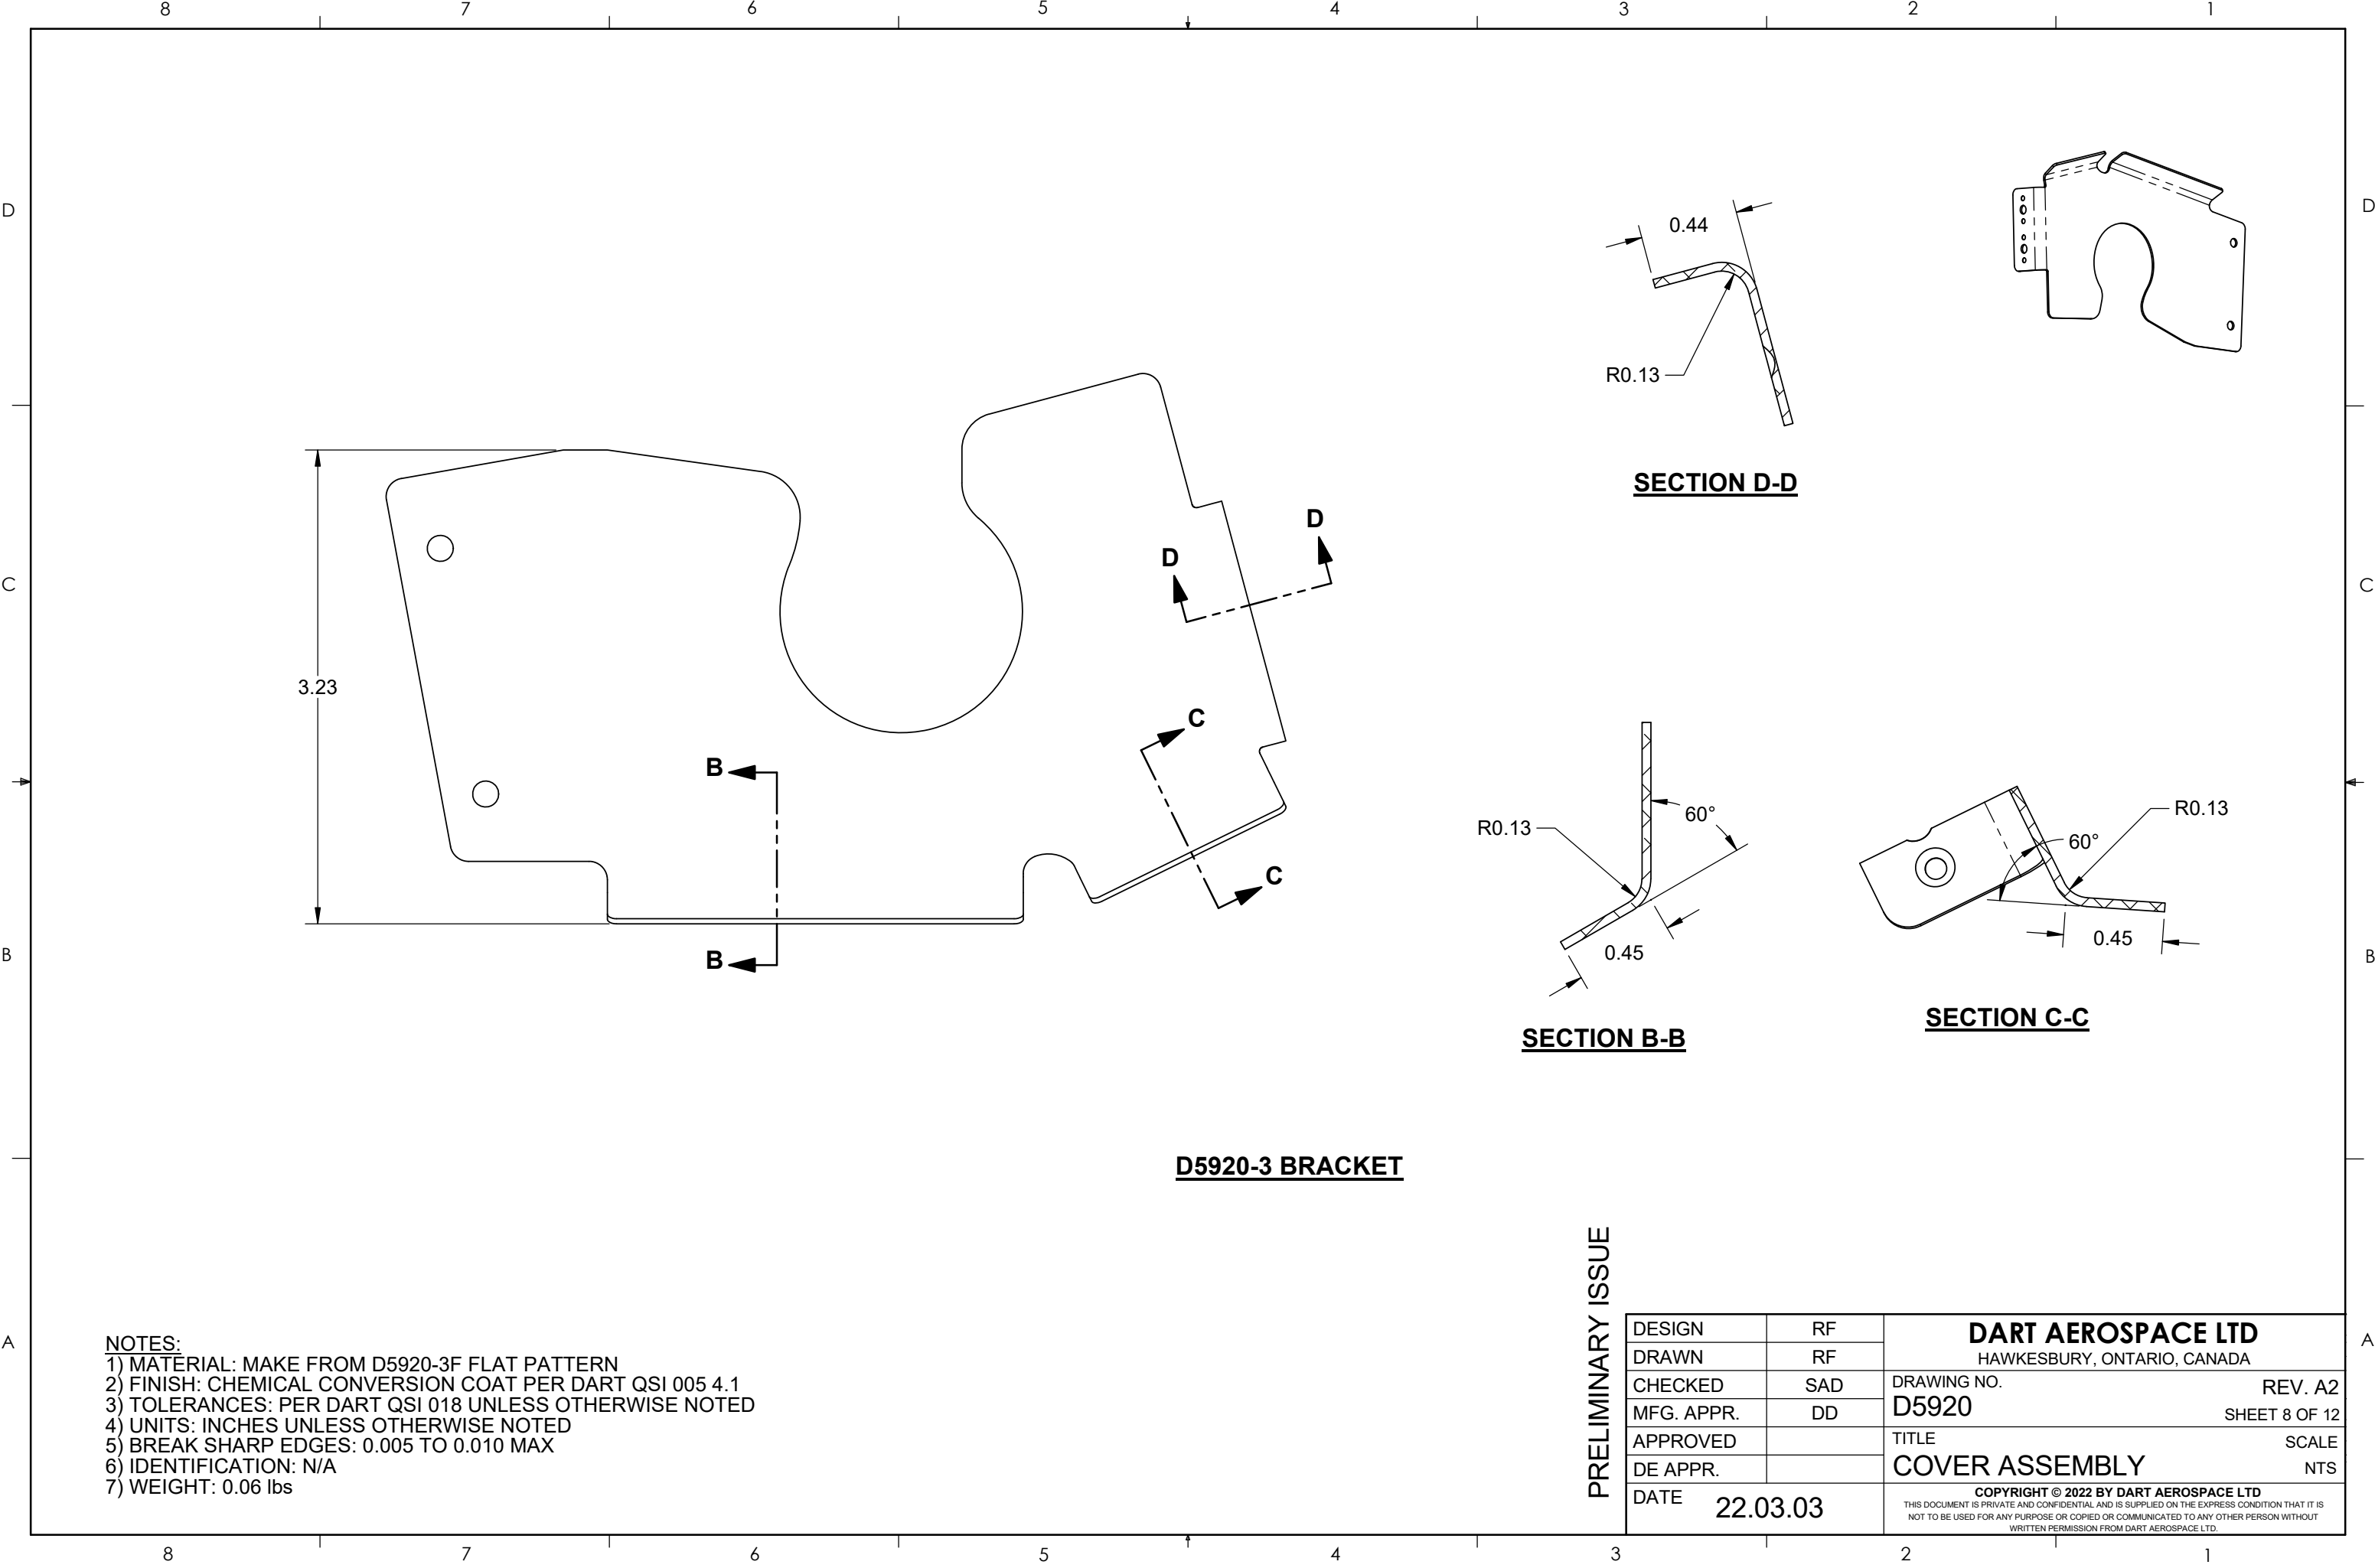 8 7 6 5 4 3 2 1
D
D
C
C
B
B
A
A
0.44
R0.13
SECTION D-D
D
D
3.23
C
C
B
B
R0.13
60°
0.45
SECTION B-B
R0.13
60°
0.45
SECTION C-C
D5920-3 BRACKET
NOTES:
1) MATERIAL: MAKE FROM D5920-3F FLAT PATTERN
2) FINISH: CHEMICAL CONVERSION COAT PER DART QSI 005 4.1
3) TOLERANCES: PER DART QSI 018 UNLESS OTHERWISE NOTED
4) UNITS: INCHES UNLESS OTHERWISE NOTED
5) BREAK SHARP EDGES: 0.005 TO 0.010 MAX
6) IDENTIFICATION: N/A
7) WEIGHT: 0.06 lbs
PRELIMINARY ISSUE
DESIGN RF
DRAWN RF
CHECKED SAD
MFG. APPR. DD
APPROVED
DE APPR.
DATE 22.03.03
DART AEROSPACE LTD
HAWKESBURY, ONTARIO, CANADA
DRAWING NO. REV. A2
D5920 SHEET 8 OF 12
TITLE SCALE
COVER ASSEMBLY NTS
COPYRIGHT © 2022 BY DART AEROSPACE LTD
THIS DOCUMENT IS PRIVATE AND CONFIDENTIAL AND IS SUPPLIED ON THE EXPRESS CONDITION THAT IT IS
NOT TO BE USED FOR ANY PURPOSE OR COPIED OR COMMUNICATED TO ANY OTHER PERSON WITHOUT
WRITTEN PERMISSION FROM DART AEROSPACE LTD.
8 7 6 5 4 3 2 1